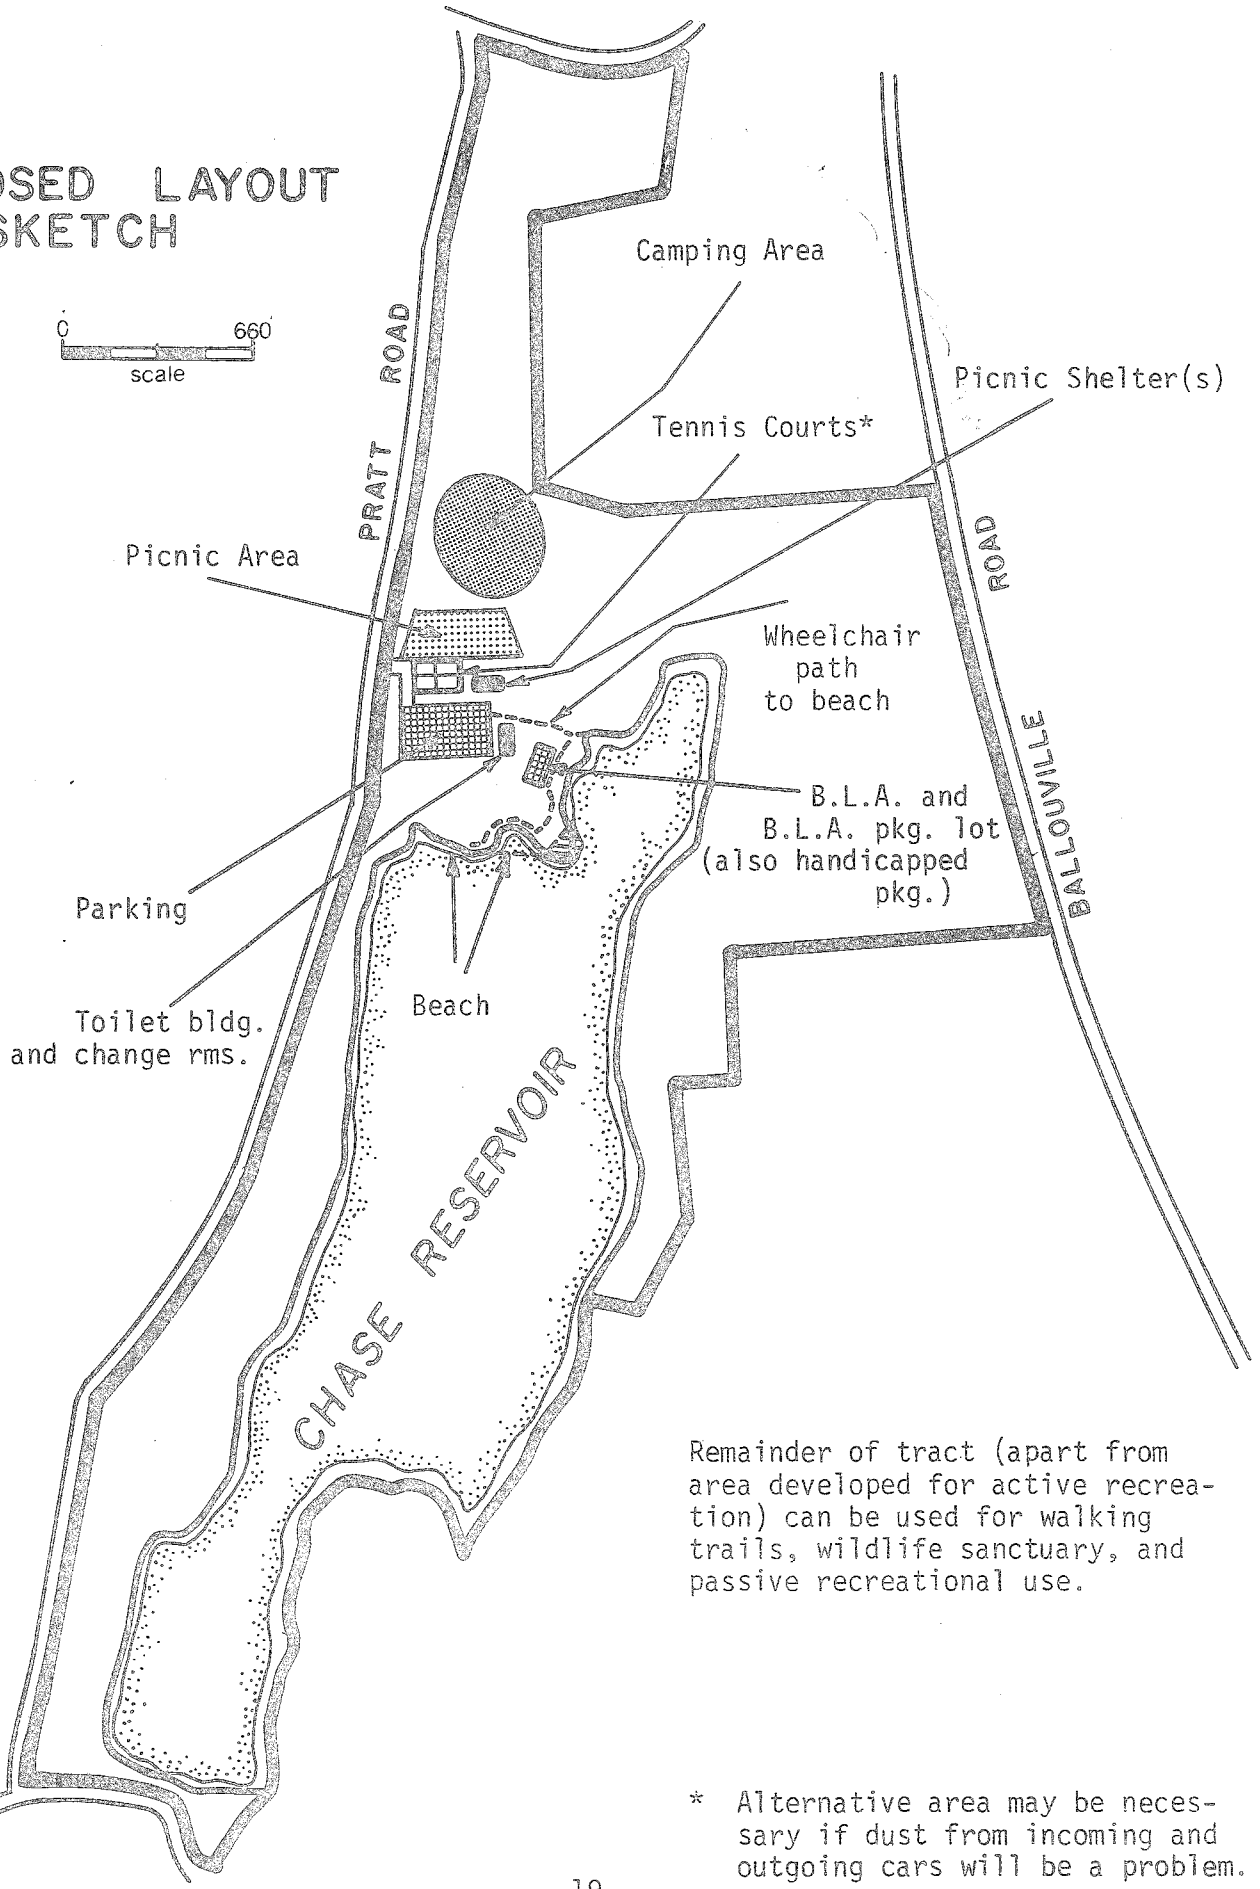 OSED LAYOUT
SKETCH
0 660
scale
PRATT ROAD
Camping Area
Picnic Shelter(s)
Tennis Courts*
Picnic Area
BALLOUVILLE ROAD
Wheelchair
path
to beach
B.L.A. and
B.L.A. pkg. lot
(also handicapped
pkg.)
Parking
Toilet bldg.
and change rms.
Beach
CHASE RESERVOIR
Remainder of tract (apart from
area developed for active recrea-
tion) can be used for walking
trails, wildlife sanctuary, and
passive recreational use.
* Alternative area may be neces-
sary if dust from incoming and
outgoing cars will be a problem.
19